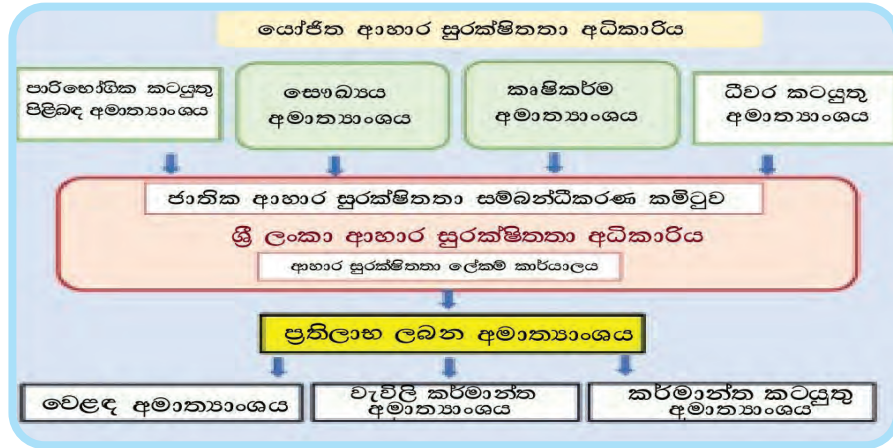 යෝජිත ආහාර සුරක්ෂිතතා අධිකාරිය
පාරිභෝගික කටයුතු
පිළිබඳ අමාත්‍යාංශය
සෞඛ්‍යය
අමාත්‍යාංශය
කෘෂිකර්ම
අමාත්‍යාංශය
ධීවර කටයුතු
අමාත්‍යාංශය
ජාතික ආහාර සුරක්ෂිතතා සම්බන්ධීකරණ කමිටුව
ශ්‍රී ලංකා ආහාර සුරක්ෂිතතා අධිකාරිය
ආහාර සුරක්ෂිතතා ලේකම් කාර්යාලය
ප්‍රතිලාභ ලබන අමාත්‍යාංශය
වෙළඳ අමාත්‍යාංශය
වැවිලි කර්මාන්ත
අමාත්‍යාංශය
කර්මාන්ත කටයුතු
අමාත්‍යාංශය